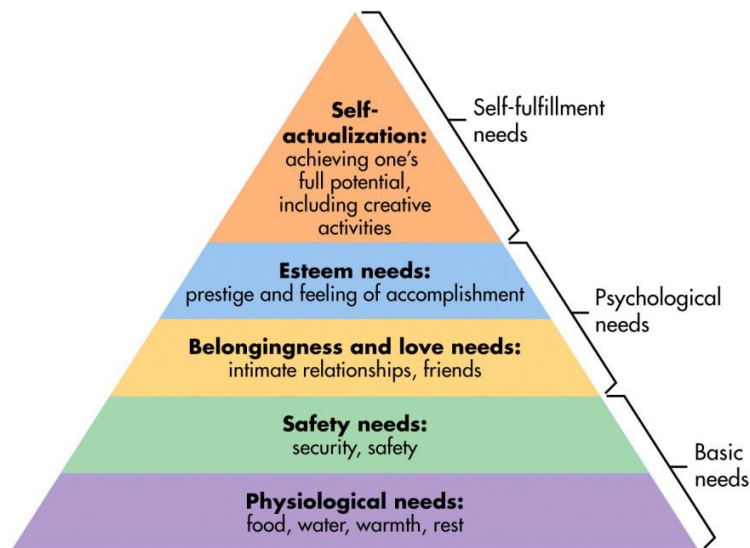 Self-
actualization:
achieving one's
full potential,
including creative
activities
Self-fulfillment
needs
Esteem needs:
prestige and feeling of accomplishment
Psychological
needs
Belongingness and love needs:
intimate relationships, friends
Safety needs:
security, safety
Basic
needs
Physiological needs:
food, water, warmth, rest